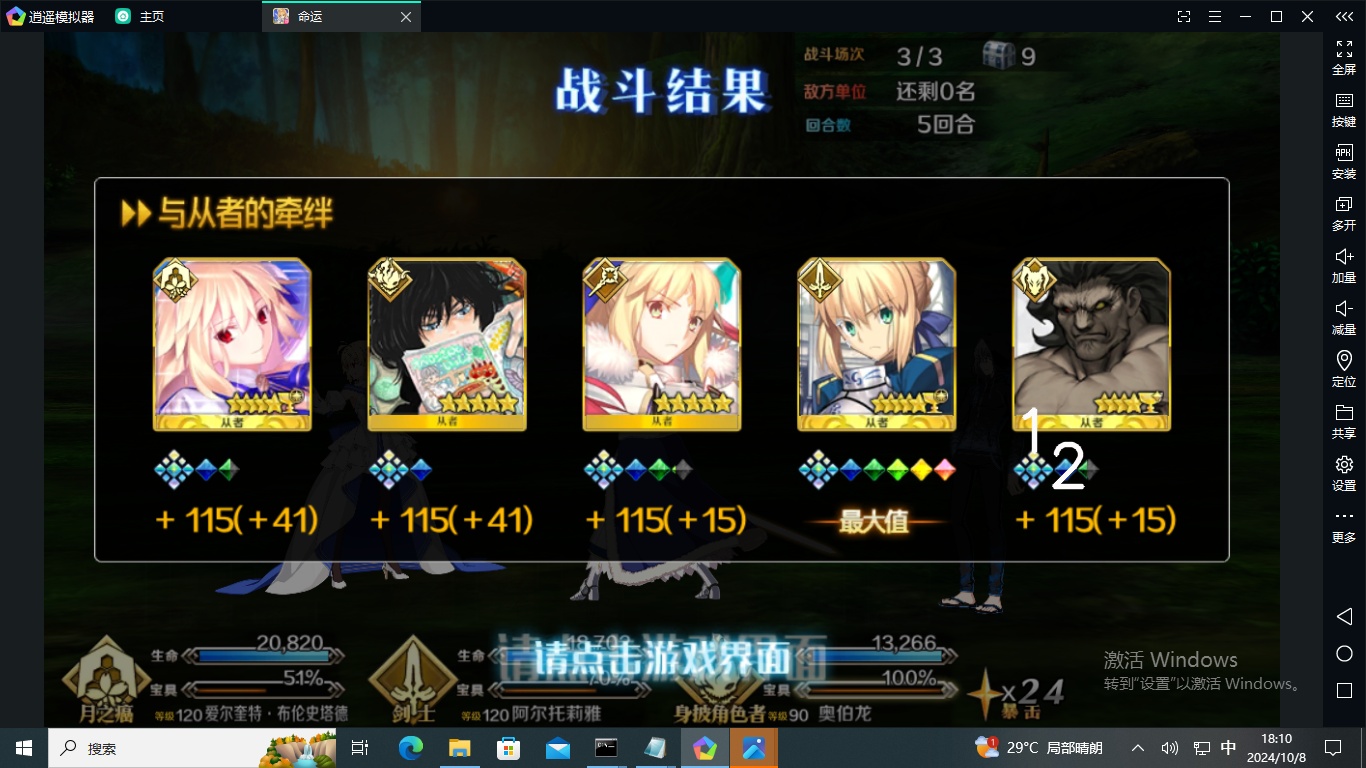 逍遥模拟器 主页 命运
战斗结果
战斗场次 3/3 9
敌方单位 还剩0名
回合数 5回合
与从者的牵绊
从者 从者 从者 从者 从者
1
2
+ 115(+41) + 115(+41) + 115(+15) 最大值 + 115(+15)
请点击游戏界面
生命 20,820 生命 13,266
宝具 51% 宝具 宝具 100%
月之癌 等级120 爱尔奎特·布伦史塔德 剑士 等级120 阿尔托莉雅 身披角色者 等级90 奥伯龙
x24
暴击
激活 Windows
转到"设置"以激活 Windows。
全屏
按键
APK
安装
多开
加量
减量
定位
共享
设置
更多
搜索
1
29°C 局部晴朗
中
18:10
2024/10/8